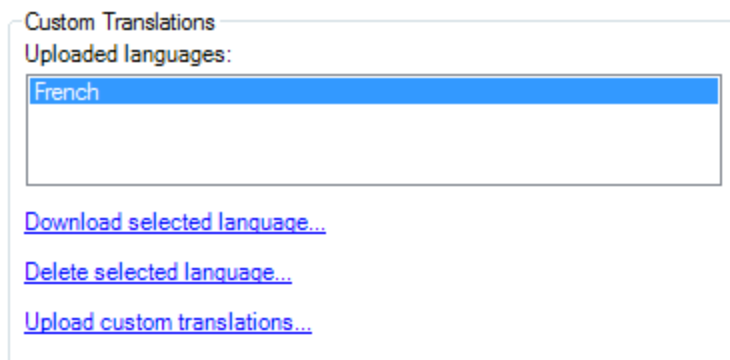 Custom Translations
Uploaded languages:
French
Download selected language...
Delete selected language...
Upload custom translations...